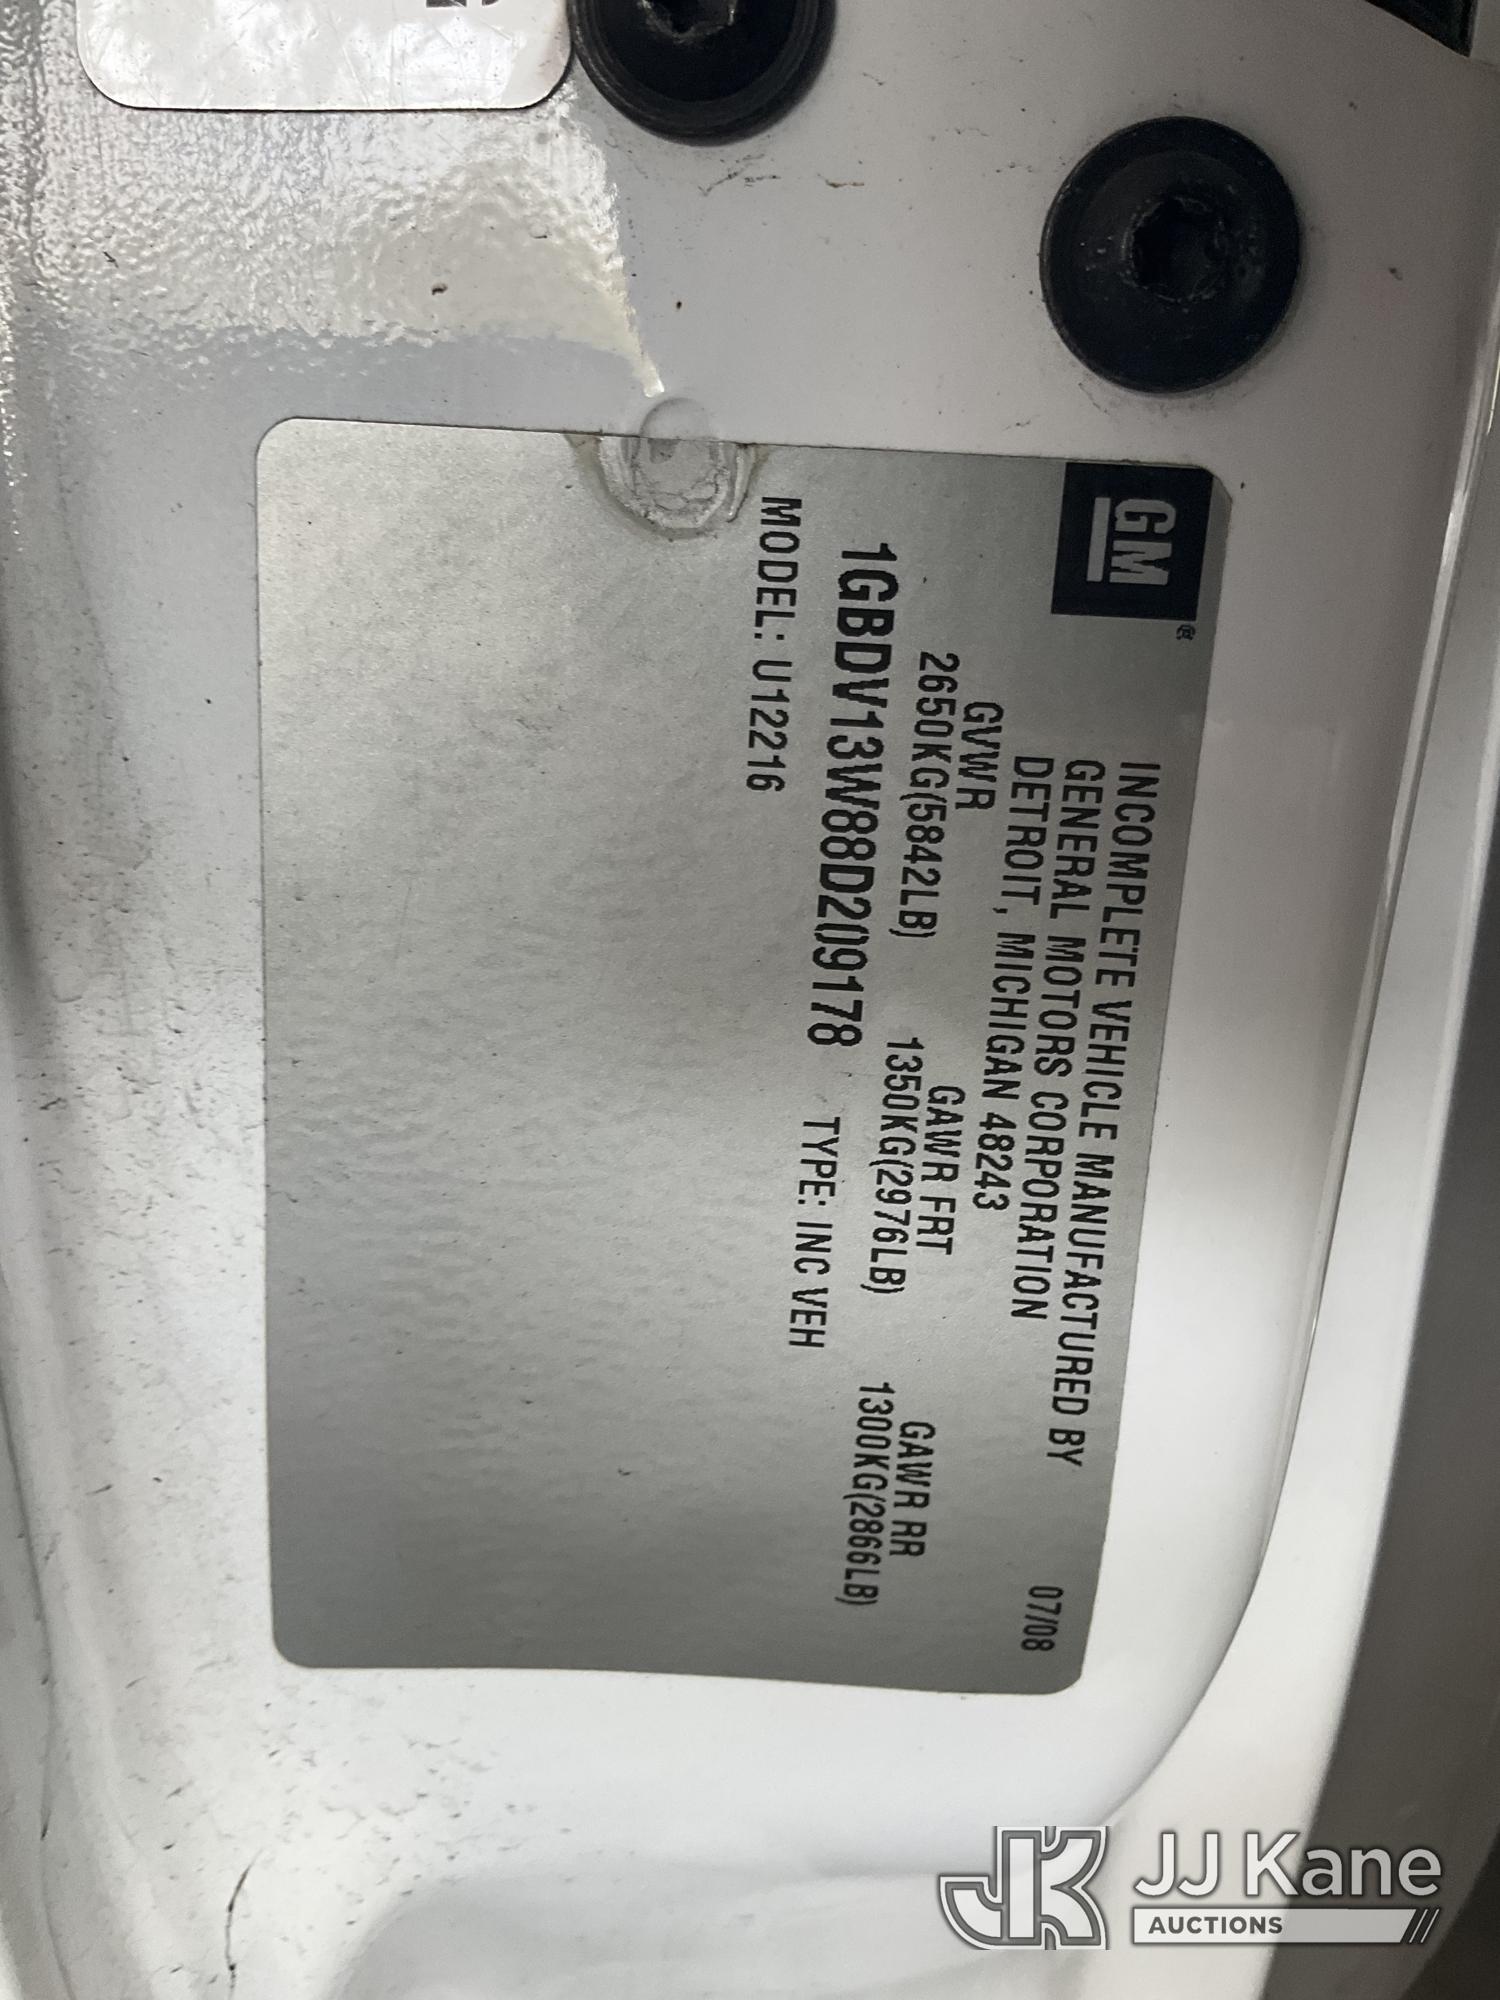 GM®
INCOMPLETE VEHICLE MANUFACTURED BY
GENERAL MOTORS CORPORATION
DETROIT, MICHIGAN 48243
07/08
GVWR GAWR FRT GAWR RR
2650KG(5842LB) 1350KG(2976LB) 1300KG(2866LB)
1GBDV13W88D209178 TYPE: INC VEH
MODEL: U12216
JK JJ Kane
AUCTIONS